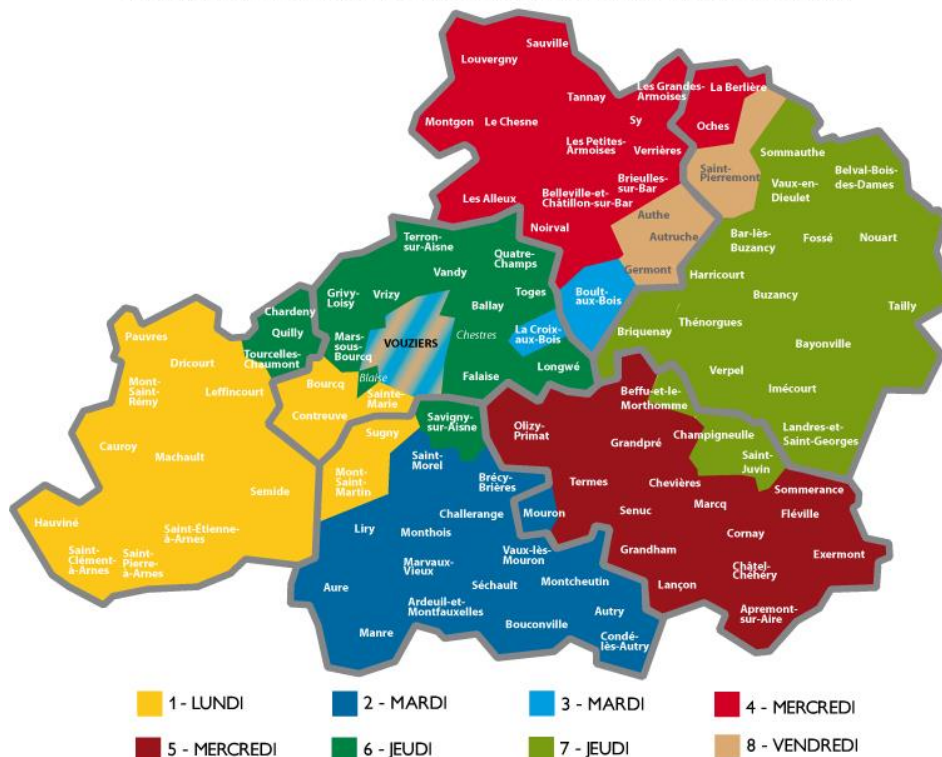 Sauville
Louvergny
Les Grandes-
Armoises
La Berlière
Tannay
Sy
Oches
Montgon
Le Chesne
Les Petites-
Armoises
Verrières
Sommauthe
Saint-
Pierremont
Belval-Bois-
des-Dames
Vaux-en-
Dieulet
Brieulles-
sur-Bar
Belleville-et-
Châtillon-sur-Bar
Les Alleux
Noirval
Authe
Autruche
Germont
Bar-lès-
Buzancy
Fossé
Nouart
Harricourt
Buzancy
Tailly
Terron-
sur-Aisne
Quatre-
Champs
Vandy
Toges
Boult-
aux-Bois
Grivy-
Loisy
Vrizy
Ballay
Chardeny
Quilly
Tourcelles-
Chaumont
Mars-
sous-
Bourcq
VOUZIERS
Chestres
La Croix-
aux-Bois
Briquenay
Thénorgues
Bayonville
Pauvres
Dricourt
Leffincourt
Mont-
Saint-
Rémy
Bourcq
Blaise
Sainte-
Marie
Falaise
Longwé
Verpel
Imécourt
Contreuve
Savigny-
sur-Aisne
Beffu-et-le-
Morthomme
Olizy-
Primat
Grandpré
Champigneulle
Landres-et-
Saint-Georges
Cauroy
Machault
Sugny
Saint-
Morel
Saint-
Juvin
Mont-
Saint-
Martin
Brécy-
Brières
Termes
Chevières
Sommerance
Semide
Challerange
Mouron
Senuc
Marcq
Fléville
Hauviné
Saint-Étienne-
à-Arnes
Liry
Monthois
Cornay
Saint-
Clément-
à-Arnes
Saint-
Pierre-
à-Arnes
Vaux-lès-
Mouron
Grandham
Exermont
Marvaux-
Vieux
Séchault
Montcheutin
Lançon
Châtel-
Chéhéry
Aure
Ardeuil-et-
Montfauxelles
Autry
Apremont-
sur-Aire
Manre
Bouconville
Condé-
lès-Autry
1 - LUNDI
2 - MARDI
3 - MARDI
4 - MERCREDI
5 - MERCREDI
6 - JEUDI
7 - JEUDI
8 - VENDREDI